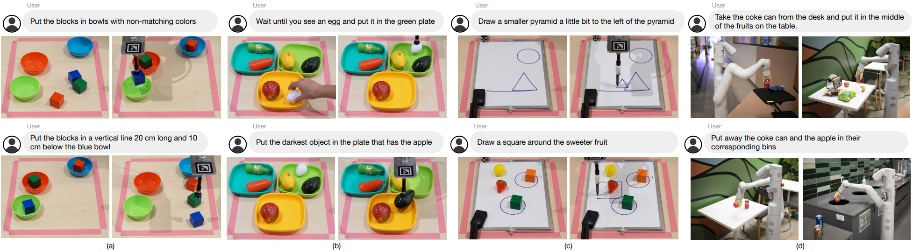 User
Put the blocks in bowls with non-matching colors
User
Wait until you see an egg and put it in the green plate
User
Draw a smaller pyramid a little bit to the left of the pyramid
User
Take the coke can from the desk and put it in the middle
of the fruits on the table.
User
Put the blocks in a vertical line 20 cm long and 10
cm below the blue bowl
User
Put the darkest object in the plate that has the apple
User
Draw a square around the sweeter fruit
User
Put away the coke can and the apple in their
corresponding bins
(a)
(b)
(c)
(d)